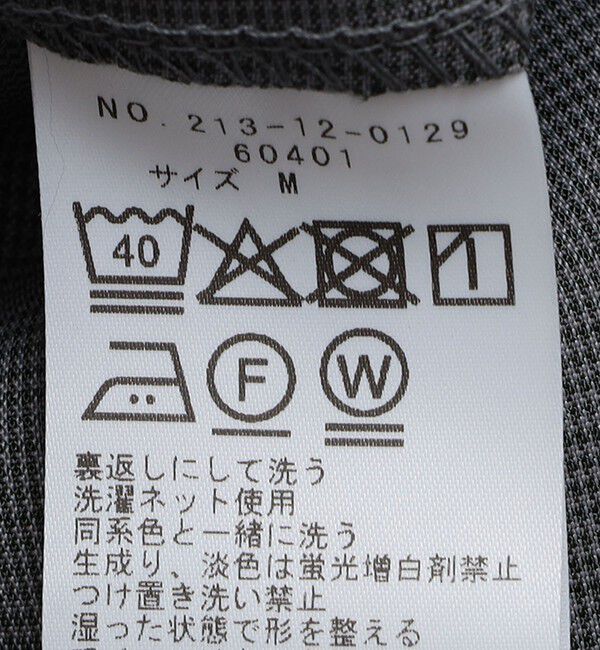 NO. 213-12-0129
60401
サイズ M
40
F
W
裏返しにして洗う
洗濯ネット使用
同系色と一緒に洗う
生成り、淡色は蛍光増白剤禁止
つけ置き洗い禁止
湿った状態で形を整える